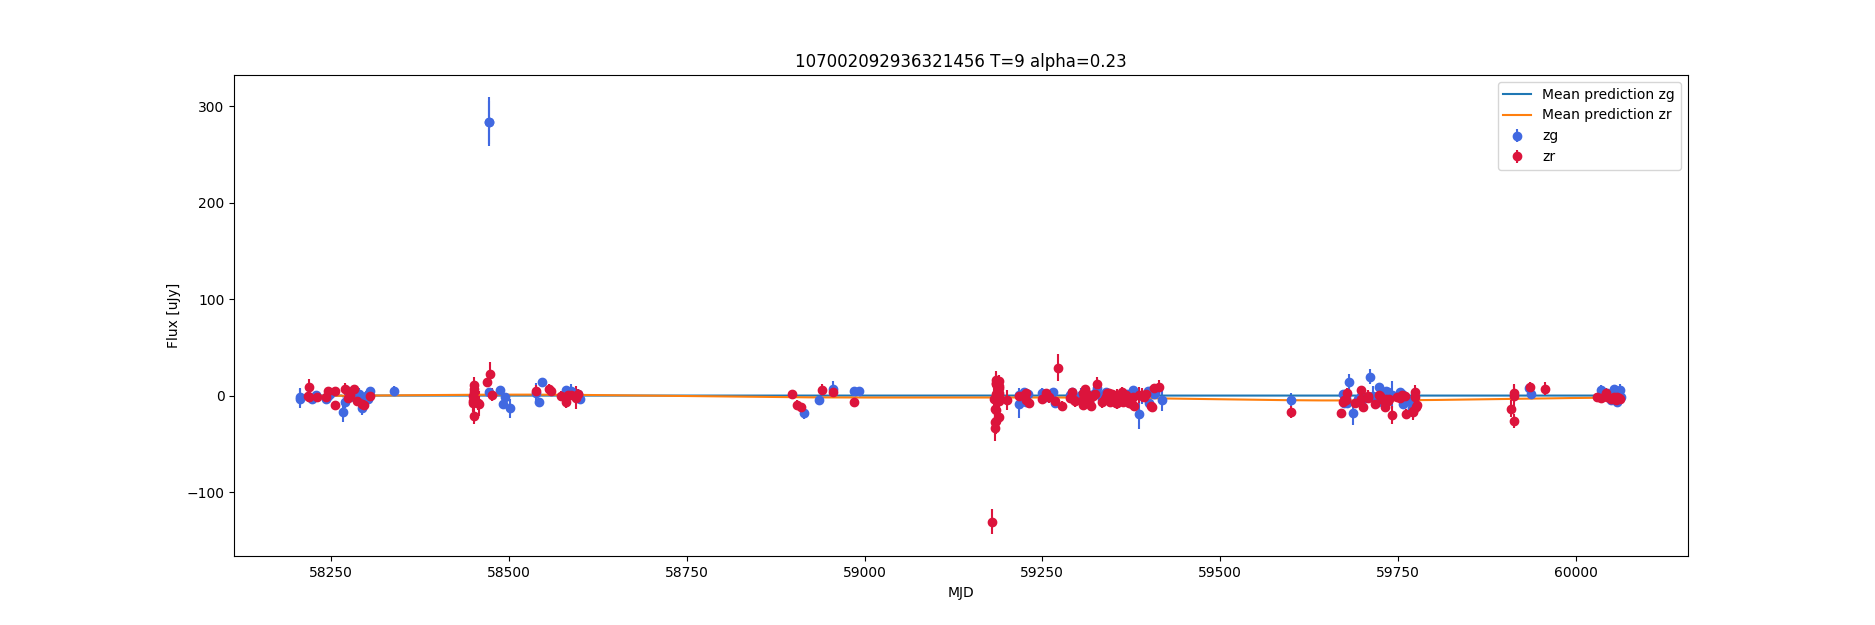 107002092936321456 T=9 alpha=0.23
Mean prediction zg
Mean prediction zr
zg
zr
Flux [uJy]
300
200
100
0
−100
58250 58500 58750 59000 59250 59500 59750 60000
MJD